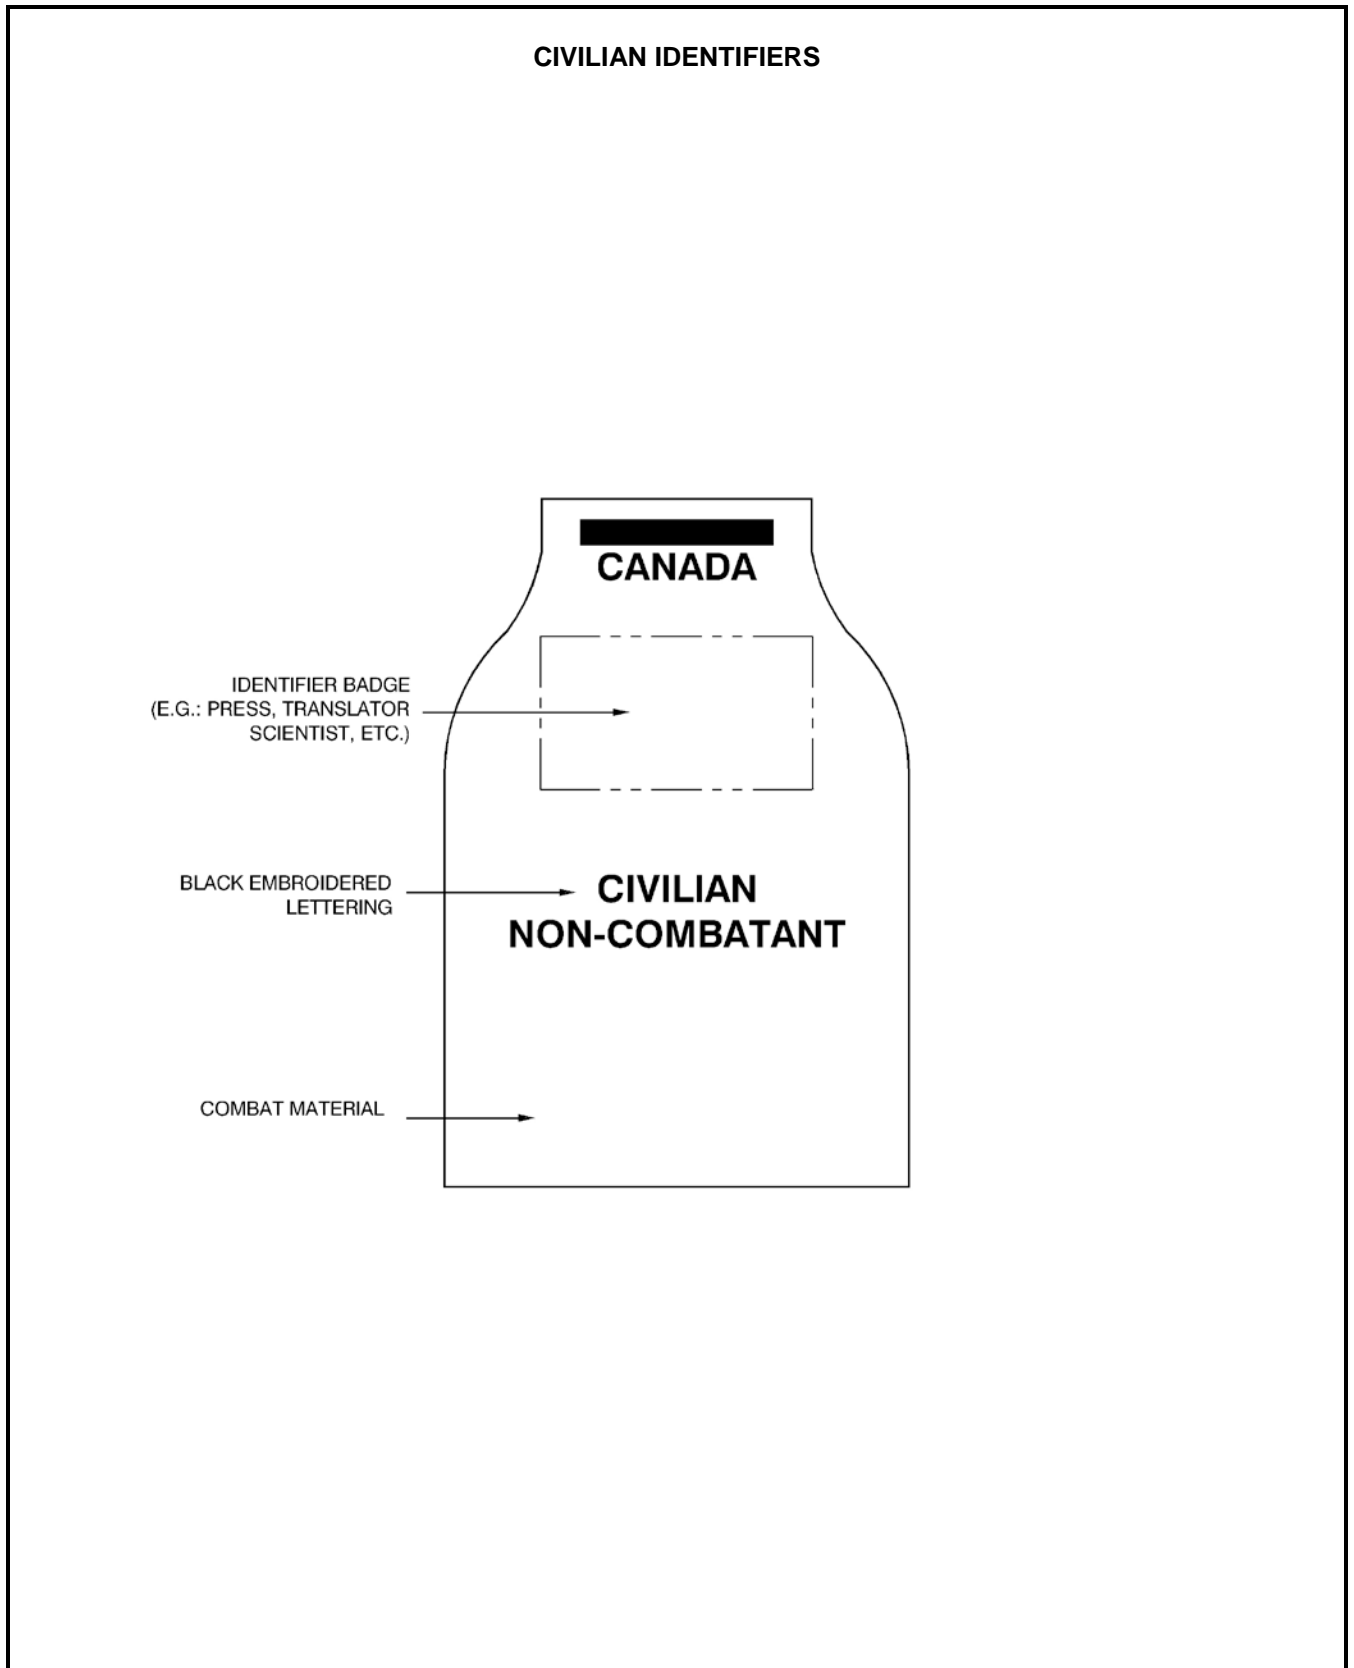 CIVILIAN IDENTIFIERS
CANADA
IDENTIFIER BADGE
(E.G.: PRESS, TRANSLATOR
SCIENTIST, ETC.)
BLACK EMBROIDERED
LETTERING
CIVILIAN
NON-COMBATANT
COMBAT MATERIAL